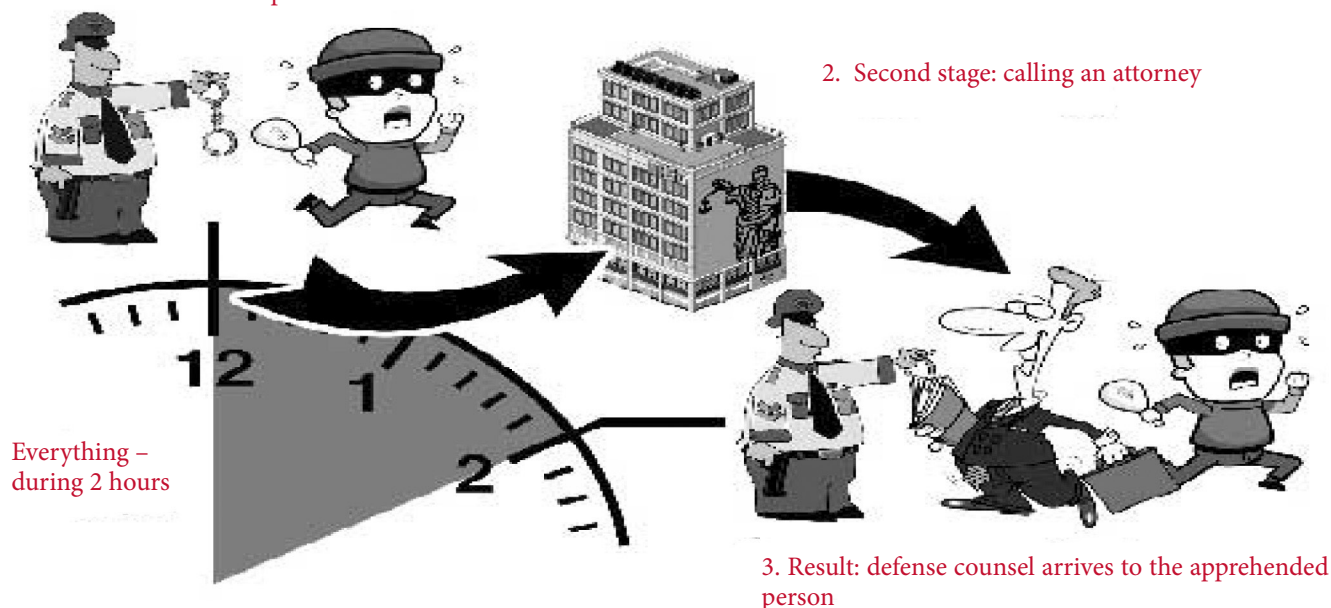 2. Second stage: calling an attorney
12
1
2
Everything –
during 2 hours
3. Result: defense counsel arrives to the apprehended
person